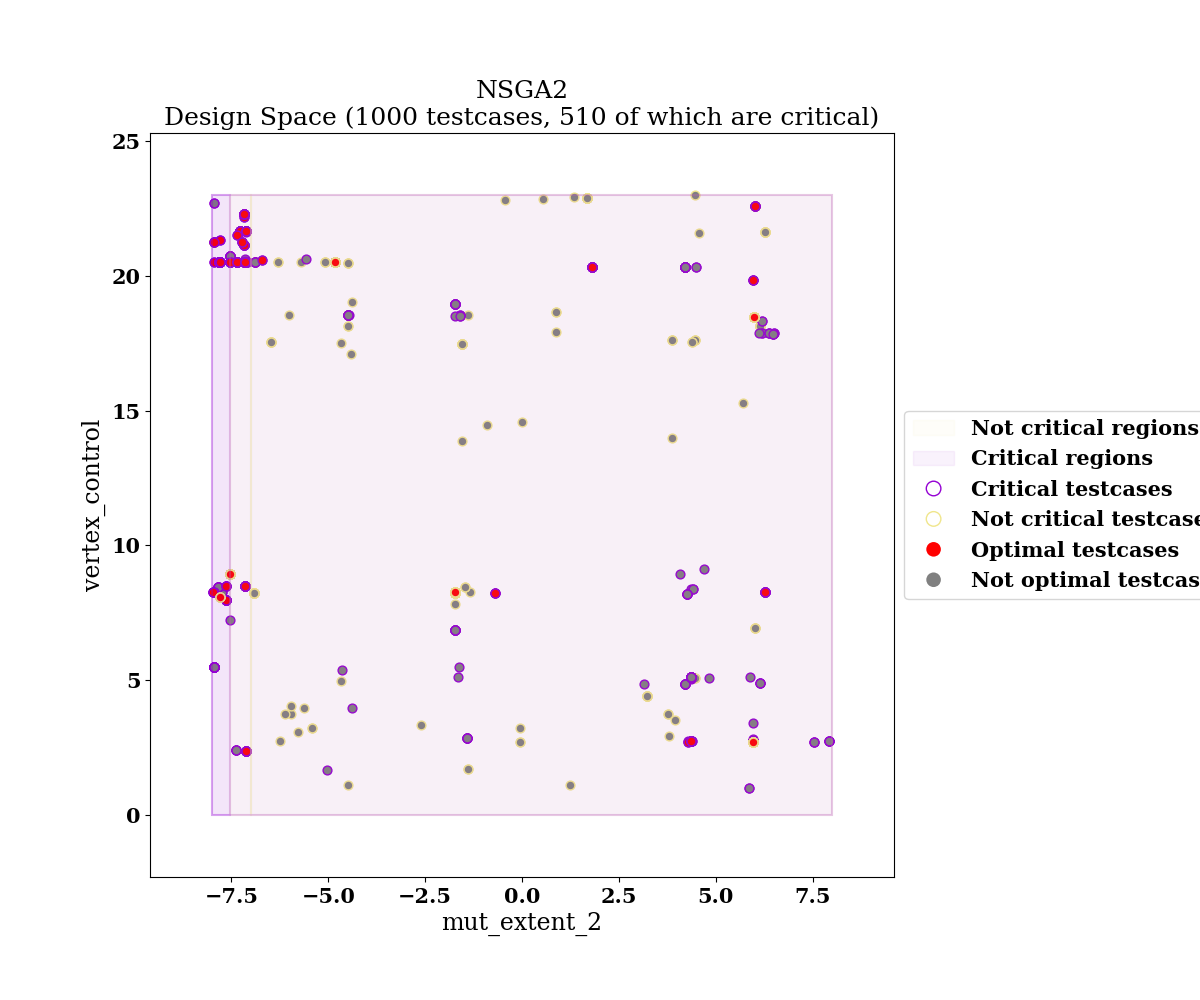 NSGA2
Design Space (1000 testcases, 510 of which are critical)
25
20
15
10
5
0
vertex_control
−7.5
−5.0
−2.5
0.0
2.5
5.0
7.5
mut_extent_2
Not critical regions
Critical regions
Critical testcases
Not critical testcase
Optimal testcases
Not optimal testcas